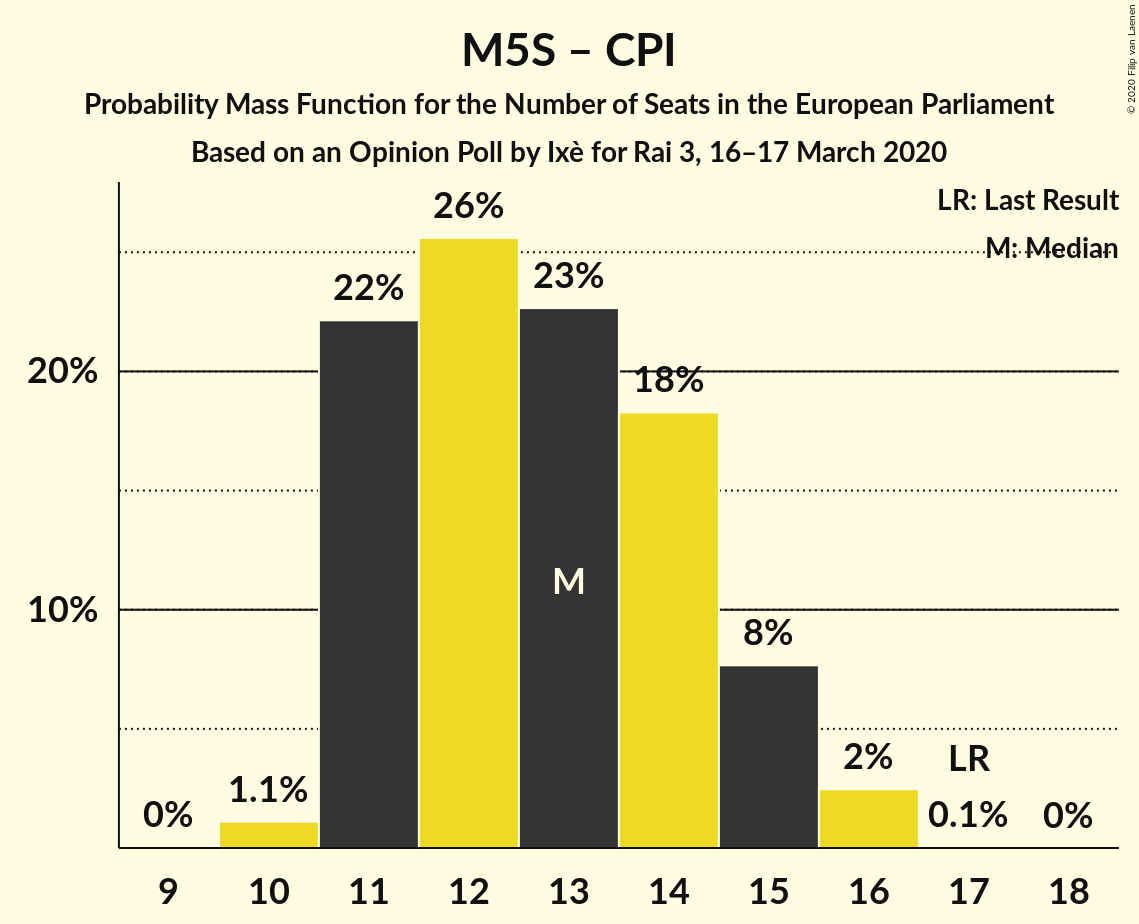 M5S – CPI
Probability Mass Function for the Number of Seats in the European Parliament
Based on an Opinion Poll by Ixè for Rai 3, 16–17 March 2020
© 2020 Filip van Laenen
LR: Last Result
M: Median
26%
23%
22%
20%
18%
M
10%
8%
2%
LR
1.1%
0%
0.1%
0%
9 10 11 12 13 14 15 16 17 18